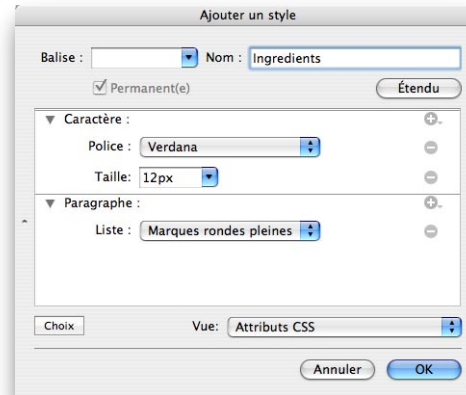 Ajouter un style
Balise : Nom : Ingredients
Permanent(e) Étendu
Caractère :
Police : Verdana
Taille: 12px
Paragraphe :
Liste : Marques rondes pleines
Choix Vue: Attributs CSS
Annuler OK